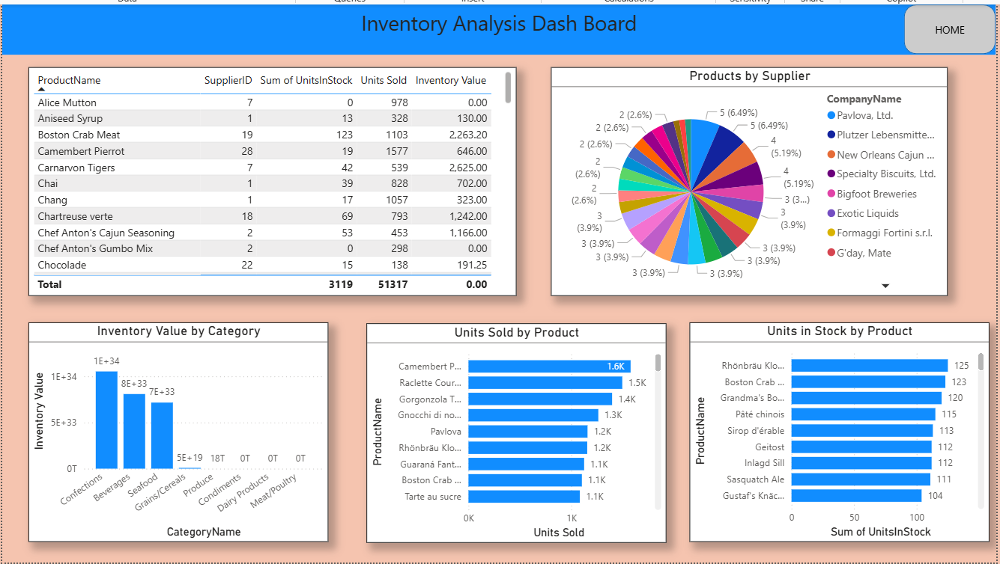 Data Queries Insert Calculations Sensitivity Share Copilot
Inventory Analysis Dash Board
HOME
ProductName SupplierID Sum of UnitsInStock Units Sold Inventory Value
Alice Mutton 7 0 978 0.00
Aniseed Syrup 1 13 328 130.00
Boston Crab Meat 19 123 1103 2,263.20
Camembert Pierrot 28 19 1577 646.00
Carnarvon Tigers 7 42 539 2,625.00
Chai 1 39 828 702.00
Chang 1 17 1057 323.00
Chartreuse verte 18 69 793 1,242.00
Chef Anton's Cajun Seasoning 2 53 453 1,166.00
Chef Anton's Gumbo Mix 2 0 298 0.00
Chocolade 22 15 138 191.25
Total 3119 51317 0.00
Products by Supplier
5 (6.49%)
5 (6.49%)
4
(5.19%)
4
(5.19%)
3 (3...)
3
(3.9%)
3 (3.9%)
3 (3.9%)
3 (3.9%)
3 (3.9%)
3 (3.9%)
3 (3.9%)
3
(3.9%)
2
(2.6%)
2
(2.6%)
2 (2.6%)
2 (2.6%)
2 (2.6%)
CompanyName
Pavlova, Ltd.
Plutzer Lebensmitte...
New Orleans Cajun ...
Specialty Biscuits, Ltd.
Bigfoot Breweries
Exotic Liquids
Formaggi Fortini s.r.l.
G'day, Mate
Inventory Value by Category
Inventory Value
1E+34
5E+33
0T
1E+34
8E+33
7E+33
5E+19
18T
0T
0T
0T
Confections
Beverages
Seafood
Grains/Cereals
Produce
Condiments
Dairy Products
Meat/Poultry
CategoryName
Units Sold by Product
ProductName
Camembert P... 1.6K
Raclette Cour... 1.5K
Gorgonzola T... 1.4K
Gnocchi di no... 1.3K
Pavlova 1.2K
Rhönbräu Klo... 1.2K
Guaraná Fant... 1.1K
Boston Crab ... 1.1K
Tarte au sucre 1.1K
0K 1K
Units Sold
Units in Stock by Product
ProductName
Rhönbräu Klo... 125
Boston Crab ... 123
Grandma's Bo... 120
Pâté chinois 115
Sirop d'érable 113
Geitost 112
Inlagd Sill 112
Sasquatch Ale 111
Gustaf's Knäc... 104
0 50 100
Sum of UnitsInStock